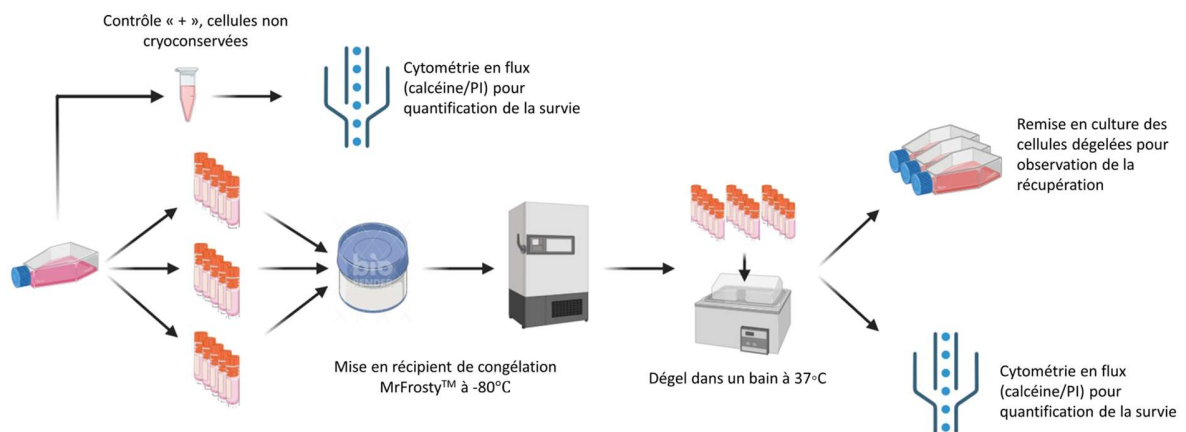 Contrôle « + », cellules non
cryoconservées
Cytométrie en flux
(calcéine/PI) pour
quantification de la survie
Mise en récipient de congélation
MrFrosty™ à -80°C
Dégel dans un bain à 37◦C
Remise en culture des
cellules dégelées pour
observation de la
récupération
Cytométrie en flux
(calcéine/PI) pour
quantification de la survie
bio